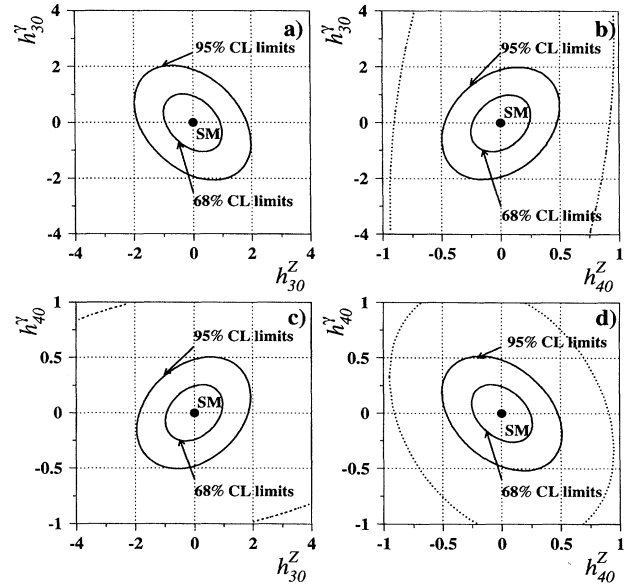 4
2
0
-2
-4
-4
-2
0
2
4
h^γ_30
h^Z_30
a)
95% CL limits
SM
68% CL limits
4
2
0
-2
-4
-1
-0.5
0
0.5
1
h^γ_30
h^Z_40
b)
95% CL limits
SM
68% CL limits
1
0.5
0
-0.5
-1
-4
-2
0
2
4
h^γ_40
h^Z_30
c)
95% CL limits
SM
68% CL limits
1
0.5
0
-0.5
-1
-1
-0.5
0
0.5
1
h^γ_40
h^Z_40
d)
95% CL limits
SM
68% CL limits